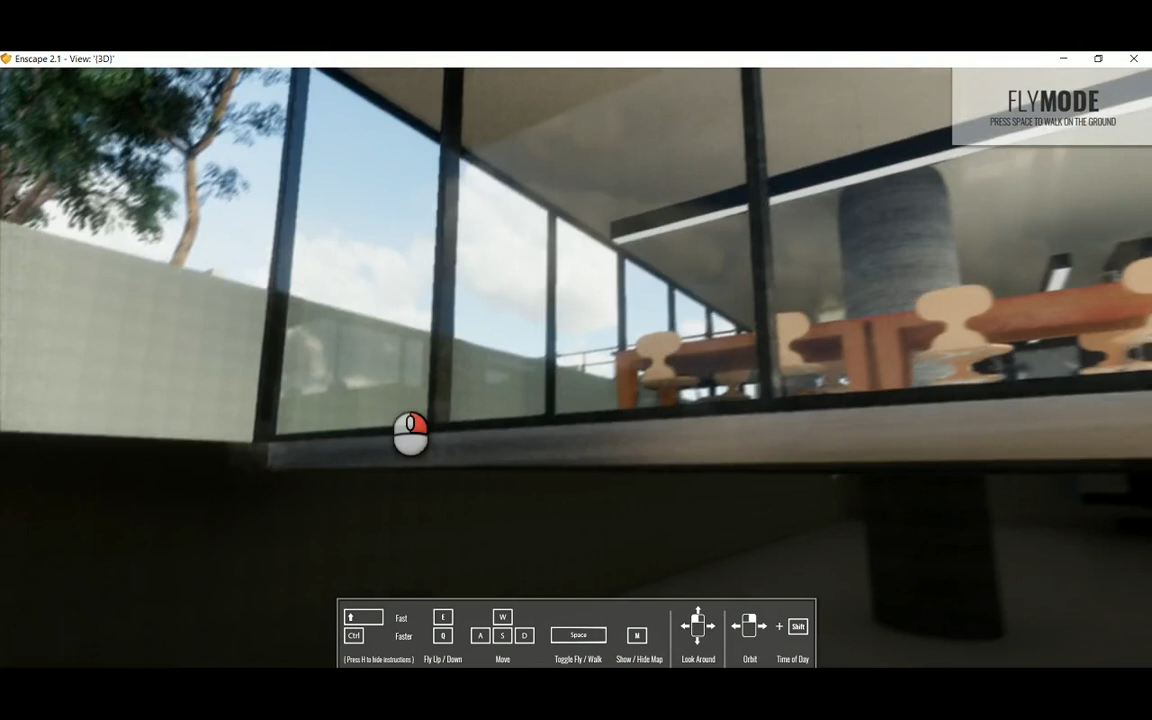 Enscape 2.1 - View: '{3D}'
FLYMODE
PRESS SPACE TO WALK ON THE GROUND
Fast
E
W
Ctrl
Faster
Q
A
S
D
Space
M
+
Shift
( Press H to hide instructions )
Fly Up / Down
Move
Toggle Fly / Walk
Show / Hide Map
Look Around
Orbit
Time of Day